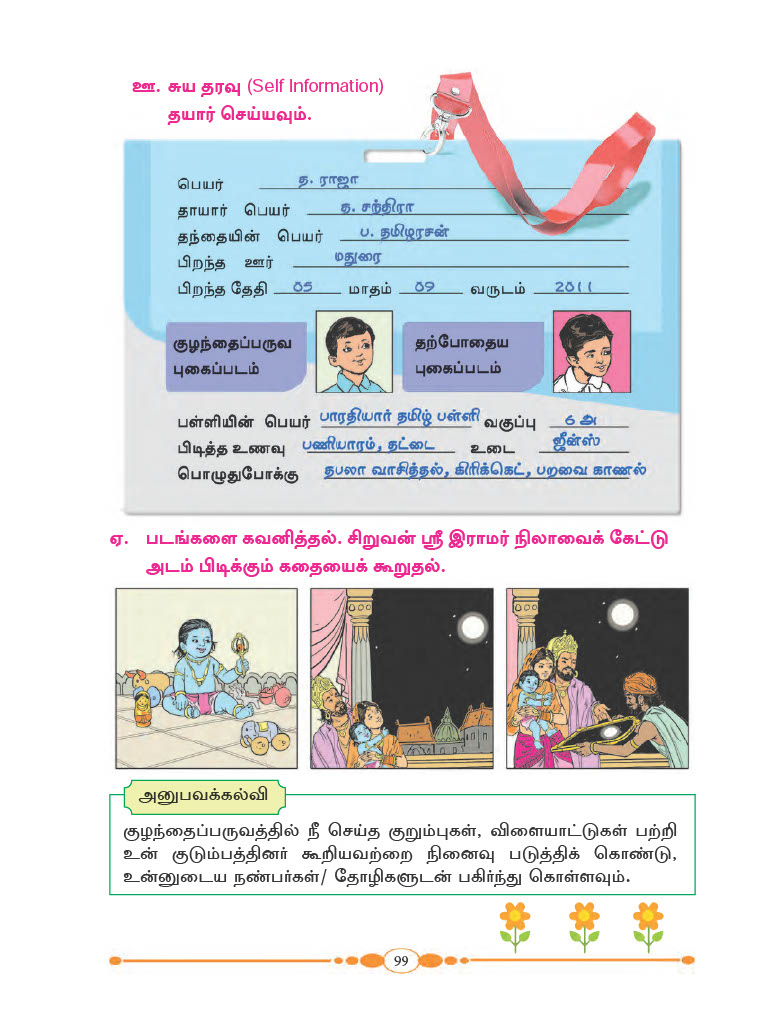 ஊ. சுய தரவு (Self Information)
தயார் செய்யவும்.
பெயர் த. ராஜா
தாயார் பெயர் த. சந்திரா
தந்தையின் பெயர் ப. தமிழரசன்
பிறந்த ஊர் மதுரை
பிறந்த தேதி 05 மாதம் 09 வருடம் 2011
குழந்தைப்பருவ
புகைப்படம்
தற்போதைய
புகைப்படம்
பள்ளியின் பெயர் பாரதியார் தமிழ் பள்ளி வகுப்பு 6 அ
பிடித்த உணவு பணியாரம், தட்டை உடை ஜீன்ஸ்
பொழுதுபோக்கு தபலா வாசித்தல், கிரிக்கெட், பறவை காணல்
ஏ. படங்களை கவனித்தல். சிறுவன் ஸ்ரீ இராமர் நிலாவைக் கேட்டு
அடம் பிடிக்கும் கதையைக் கூறுதல்.
அனுபவக்கல்வி
குழந்தைப்பருவத்தில் நீ செய்த குறும்புகள், விளையாட்டுகள் பற்றி
உன் குடும்பத்தினர் கூறியவற்றை நினைவு படுத்திக் கொண்டு,
உன்னுடைய நண்பர்கள்/ தோழிகளுடன் பகிர்ந்து கொள்ளவும்.
99